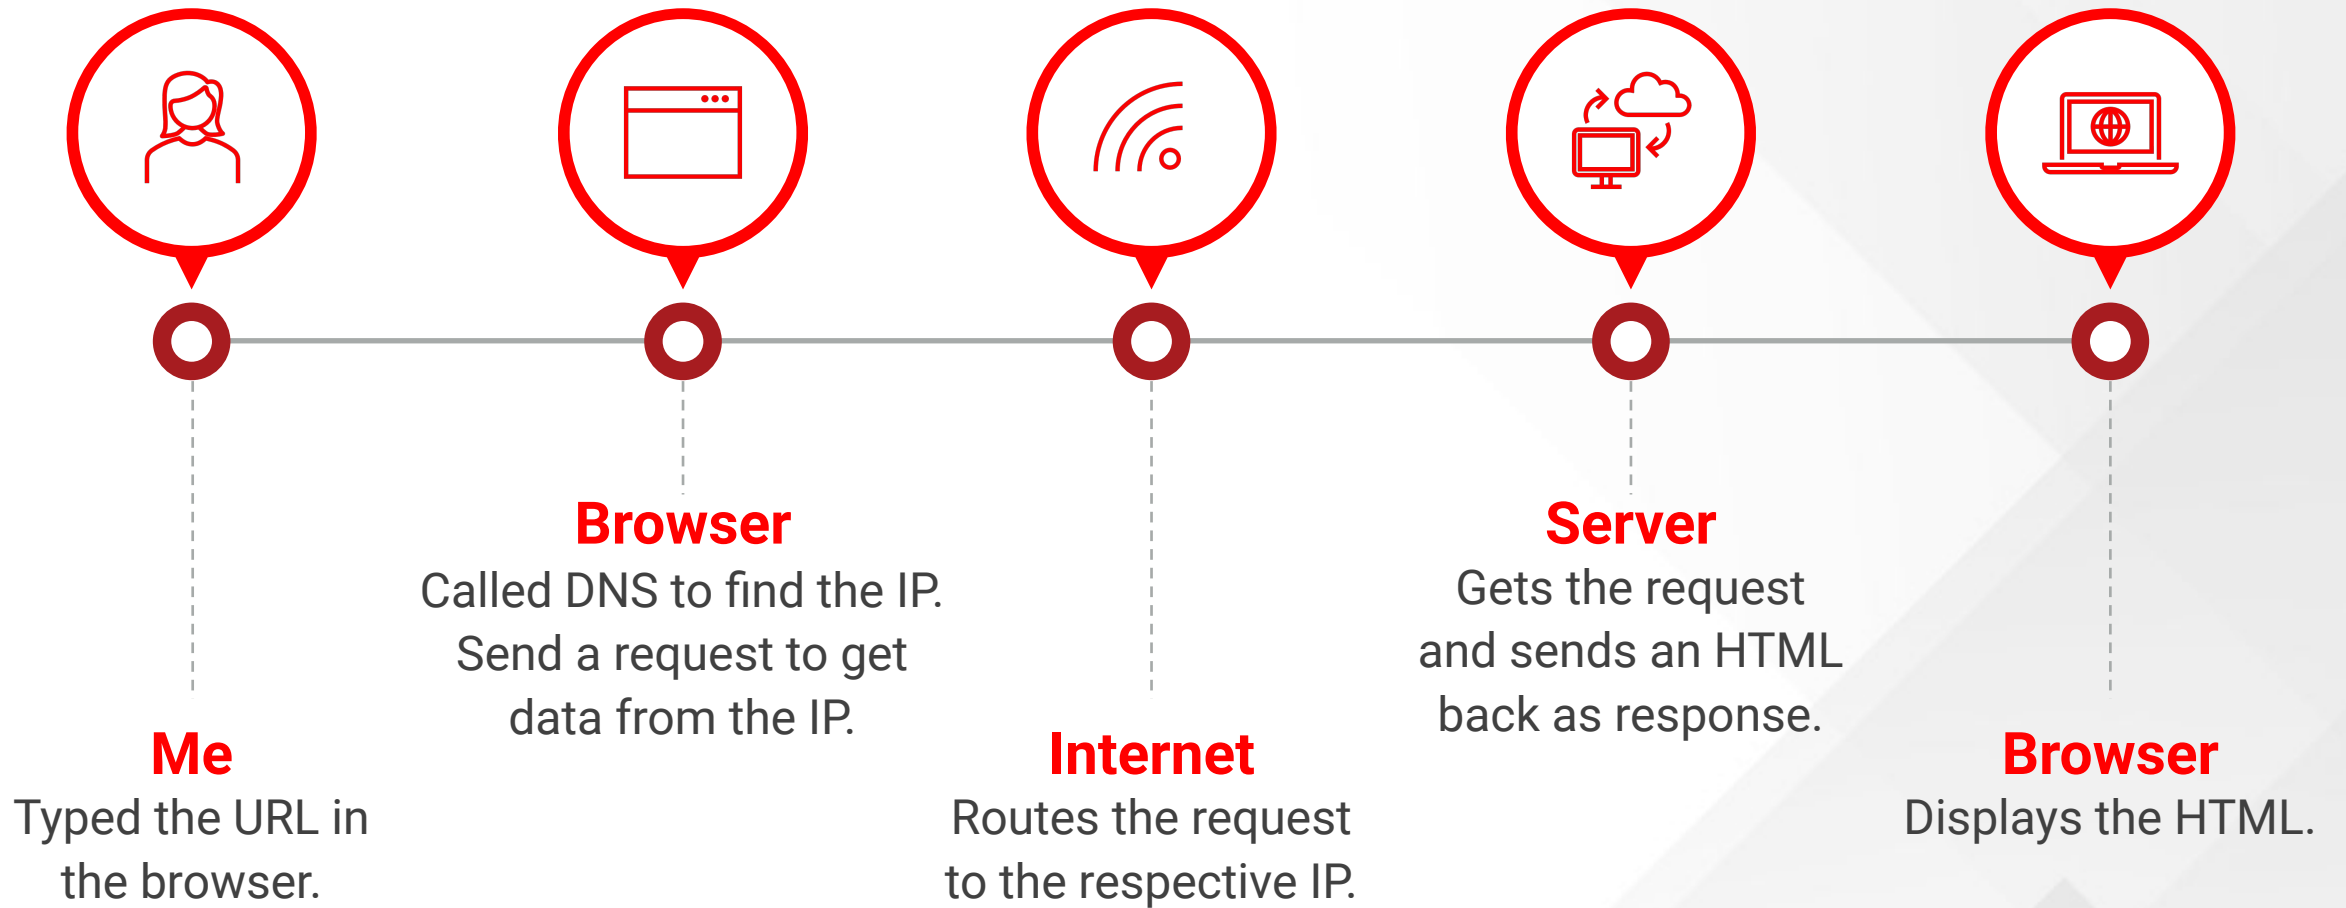 Me
Typed the URL in
the browser.
Browser
Called DNS to find the IP.
Send a request to get
data from the IP.
Internet
Routes the request
to the respective IP.
Server
Gets the request
and sends an HTML
back as response.
Browser
Displays the HTML.